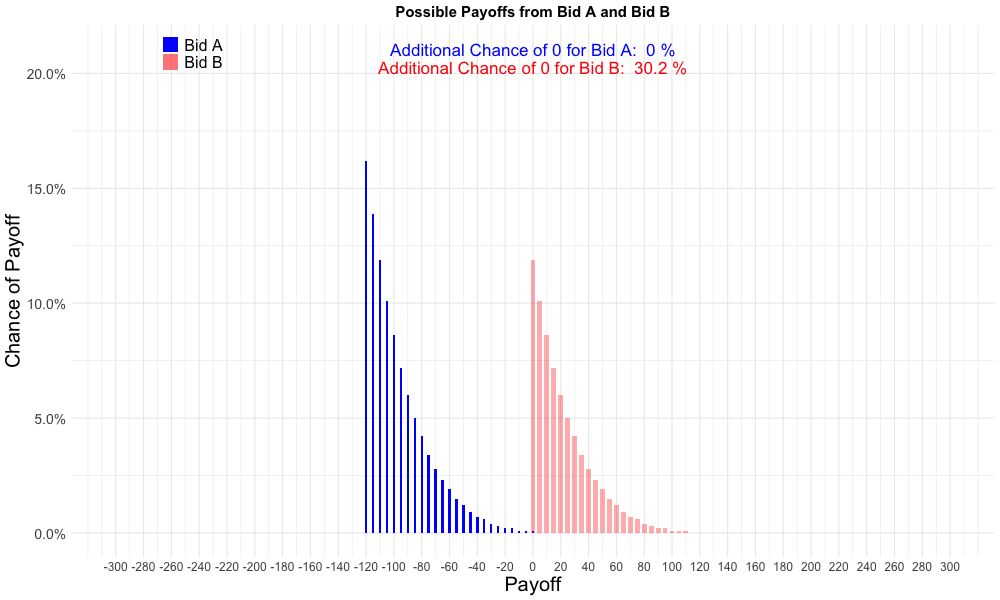 Possible Payoffs from Bid A and Bid B
Bid A
Bid B
Additional Chance of 0 for Bid A:  0 %
Additional Chance of 0 for Bid B:  30.2 %
Chance of Payoff
20.0%
15.0%
10.0%
5.0%
0.0%
-300 -280 -260 -240 -220 -200 -180 -160 -140 -120 -100 -80 -60 -40 -20 0 20 40 60 80 100 120 140 160 180 200 220 240 260 280 300
Payoff